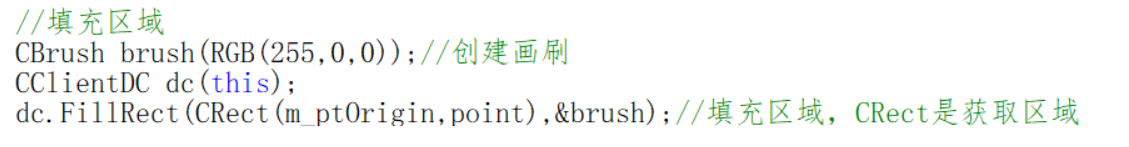 //填充区域
CBrush brush(RGB(255,0,0));//创建画刷
CClientDC dc(this);
dc.FillRect(CRect(m_ptOrigin,point),&brush);//填充区域，CRect是获取区域